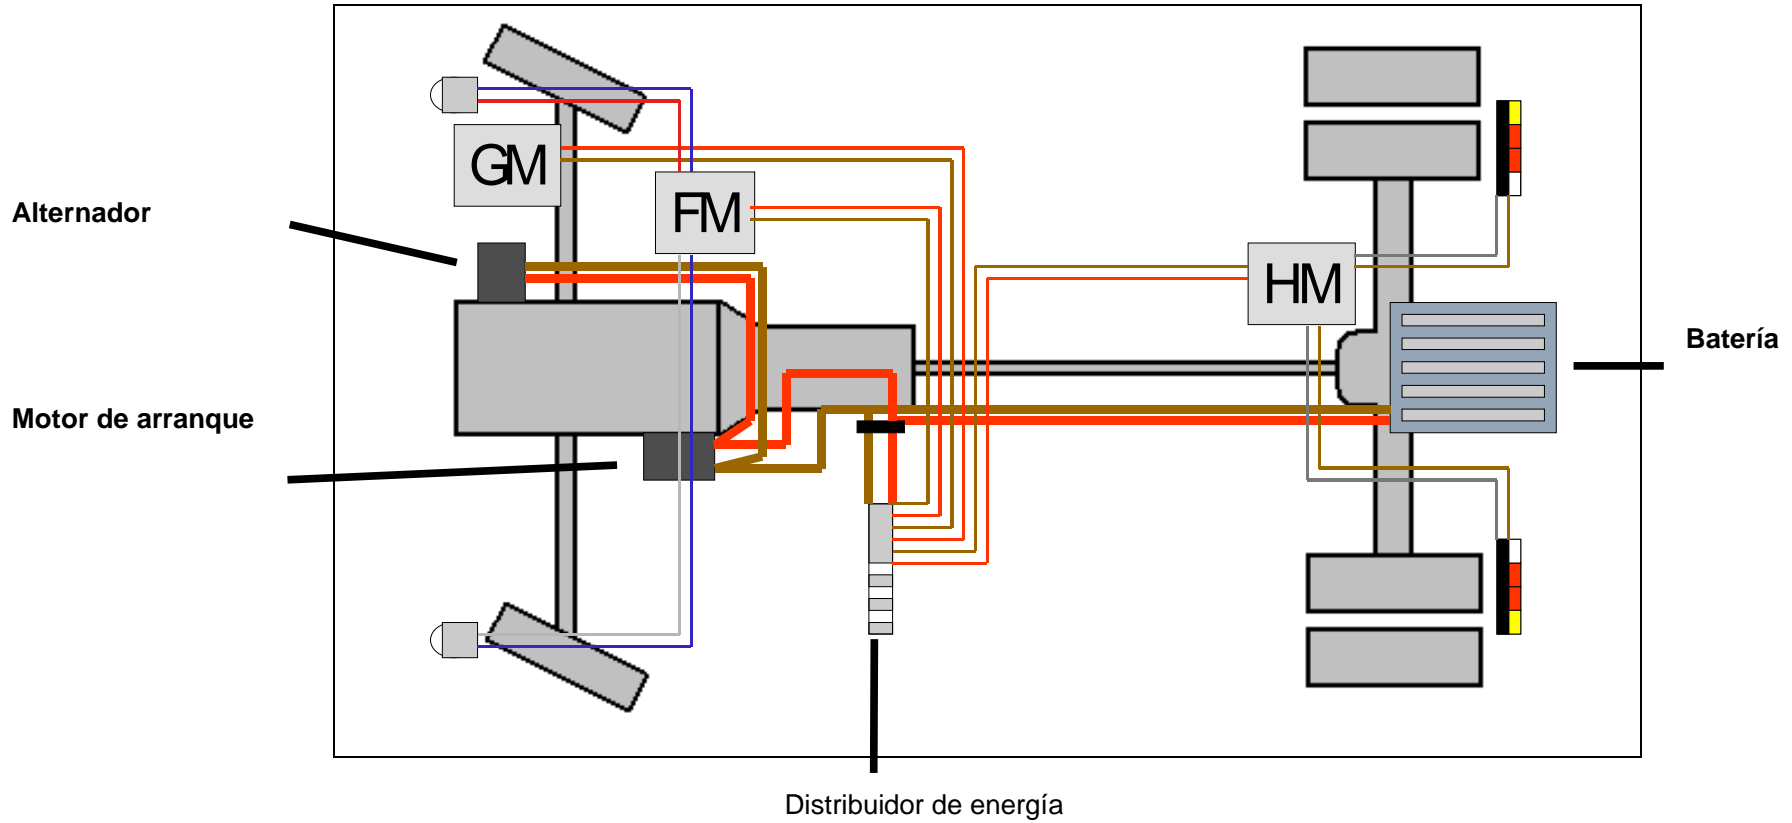 GM
Alternador
FM
HM
Batería
Motor de arranque
Distribuidor de energía